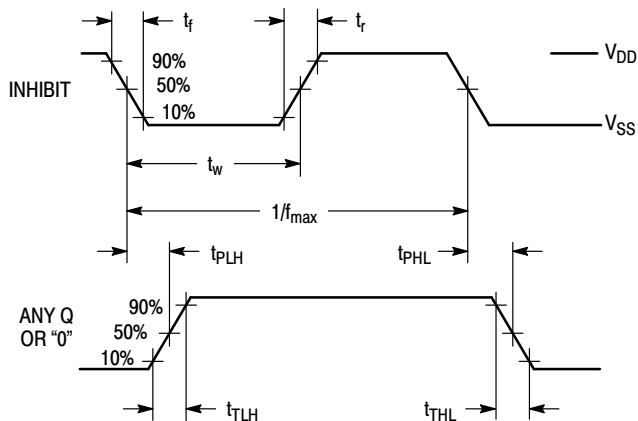 tf
tr
VDD
90%
INHIBIT
50%
10%
VSS
tw
1/fmax
tPLH
tPHL
90%
ANY Q
OR “0”
50%
10%
tTLH
tTHL